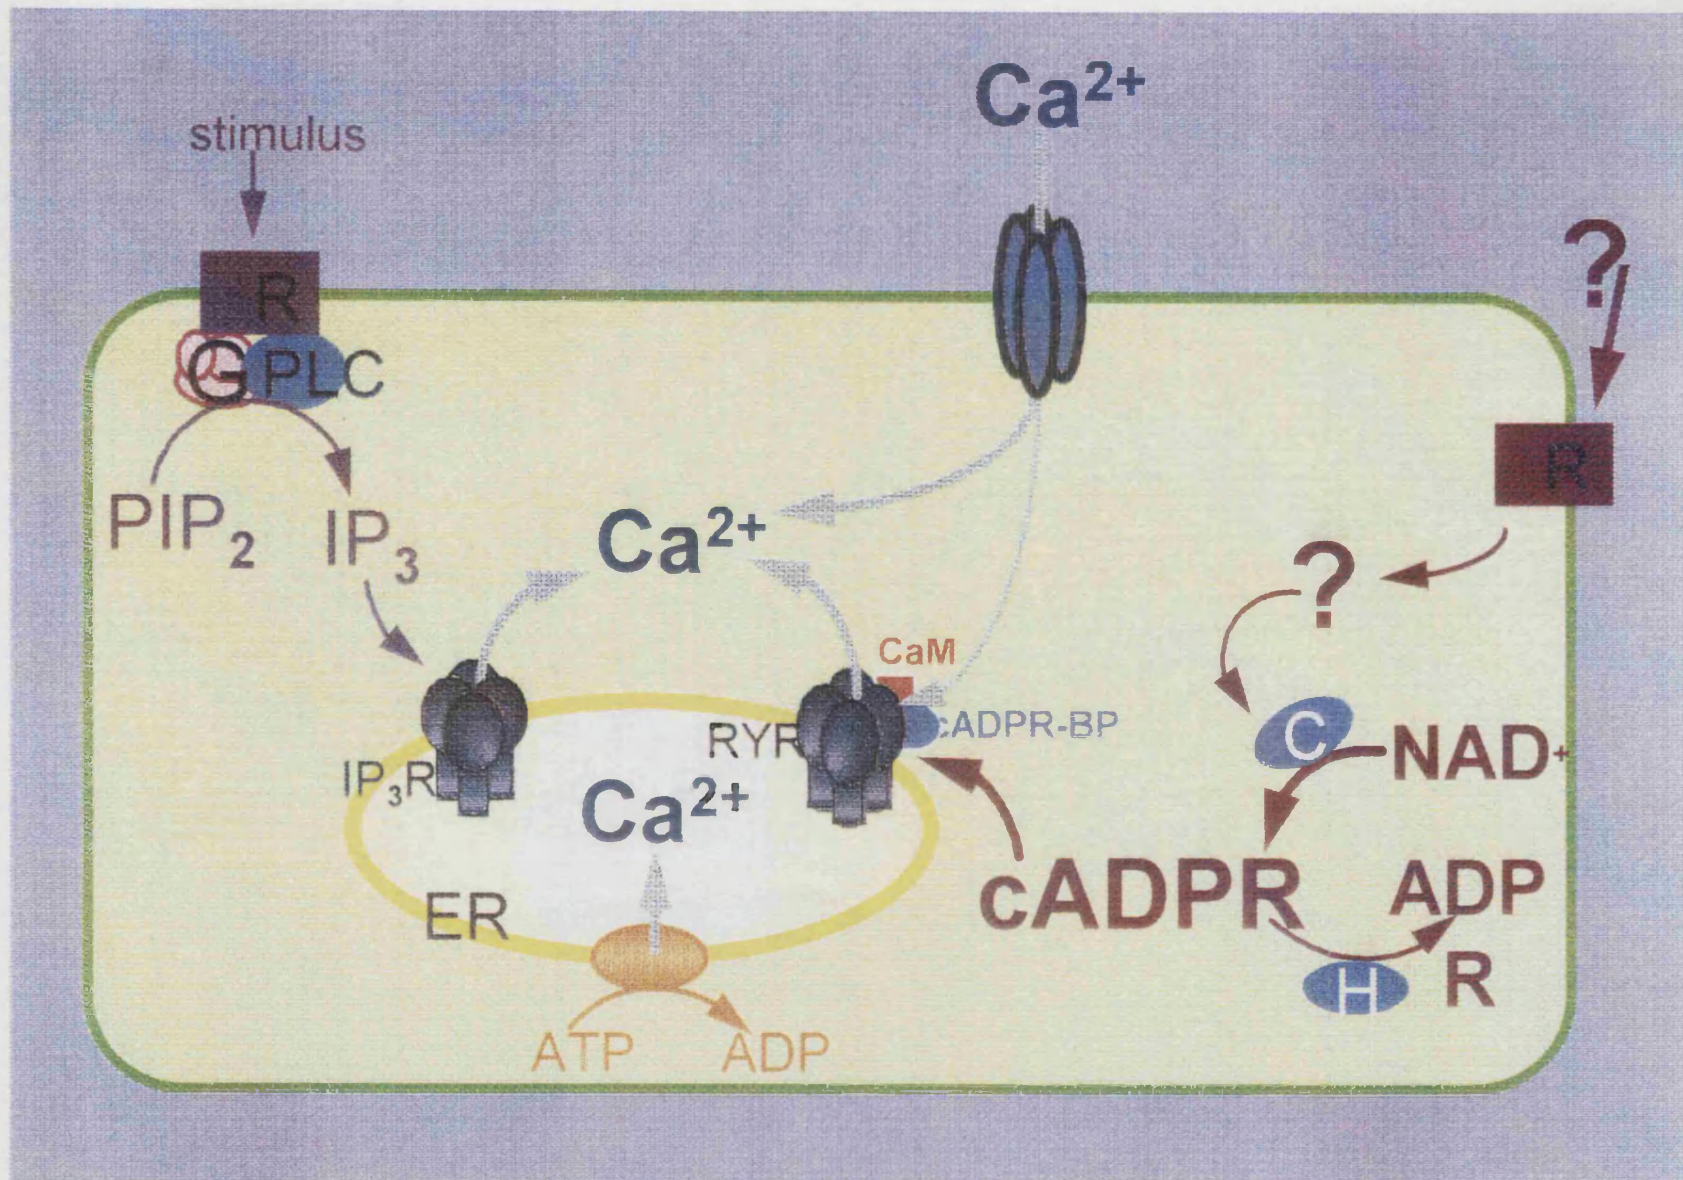 Ca²⁺
stimulus
?
R
G PLC
R
PIP₂
IP₃
Ca²⁺
?
CaM
RYR
cADPR-BP
C
NAD⁺
IP₃R
Ca²⁺
cADPR
ADP
R
ER
H
ATP
ADP